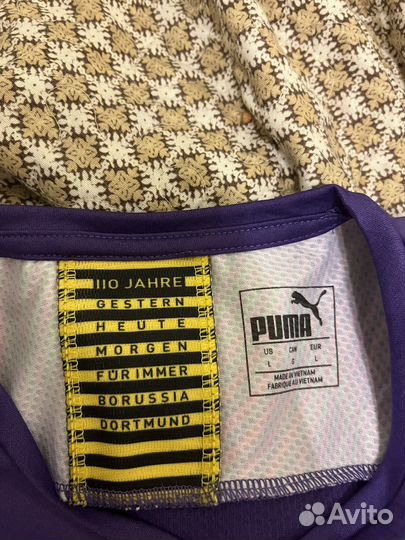 110 JAHRE
GESTERN
HEUTE
MORGEN
FÜR IMMER
BORUSSIA
DORTMUND
PUMA
US CAN EUR
L G L
MADE IN VIETNAM
FABRIQUÉ AU VIETNAM
Avito